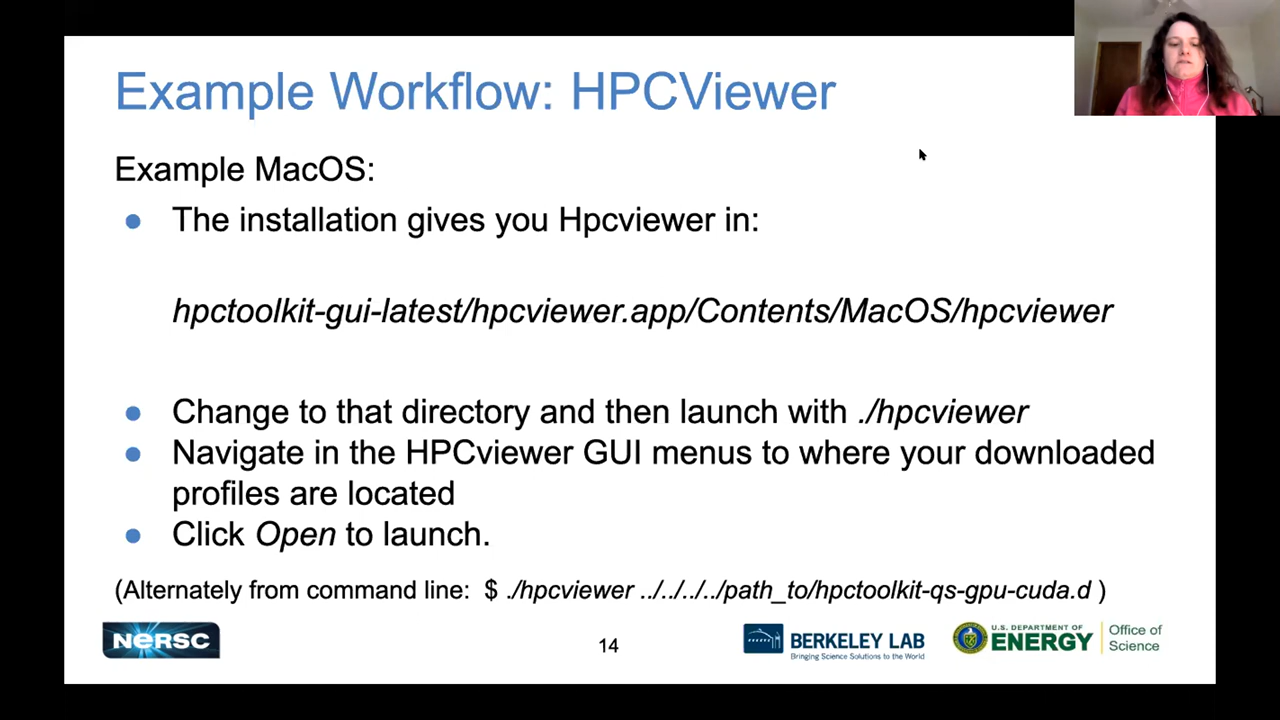 Example Workflow: HPCViewer
Example MacOS:
● The installation gives you Hpcviewer in:
hpctoolkit-gui-latest/hpcviewer.app/Contents/MacOS/hpcviewer
● Change to that directory and then launch with ./hpcviewer
● Navigate in the HPCviewer GUI menus to where your downloaded
profiles are located
● Click Open to launch.
(Alternately from command line: $ ./hpcviewer ../../../../path_to/hpctoolkit-qs-gpu-cuda.d )
NERSC
14
BERKELEY LAB
Bringing Science Solutions to the World
U.S. DEPARTMENT OF
ENERGY
Office of
Science